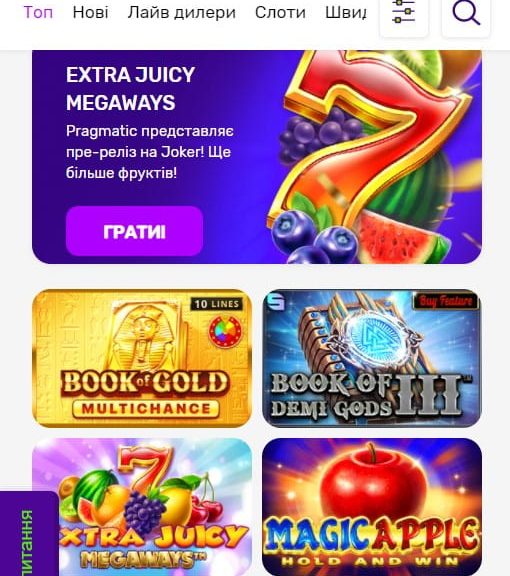 Топ Нові Лайв дилери Слоти Швид
EXTRA JUICY
MEGAWAYS
Pragmatic представляє
пре-реліз на Joker! Ще
більше фруктів!
ГРАТИ!
10 LINES
BOOK of GOLD
MULTICHANCE
Buy Feature
BOOK OF
DEMI GODS III
7
EXTRA JUICY
MEGAWAYS™
MAGIC APPLE
HOLD AND WIN
питання